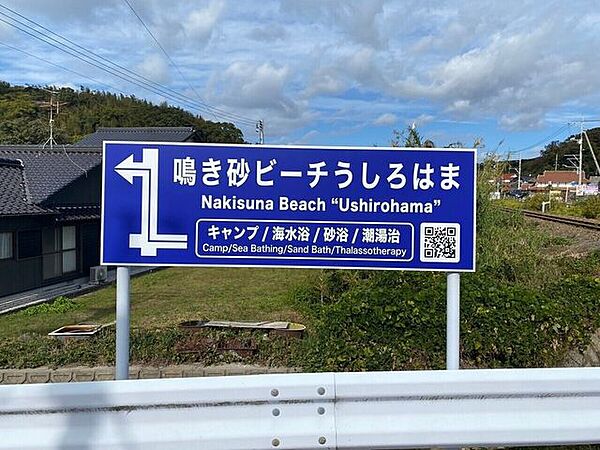 鳴き砂ビーチうしろはま
Nakisuna Beach “Ushirohama”
キャンプ / 海水浴 / 砂浴 / 潮湯治
Camp/Sea Bathing/Sand Bath/Thalassotherapy